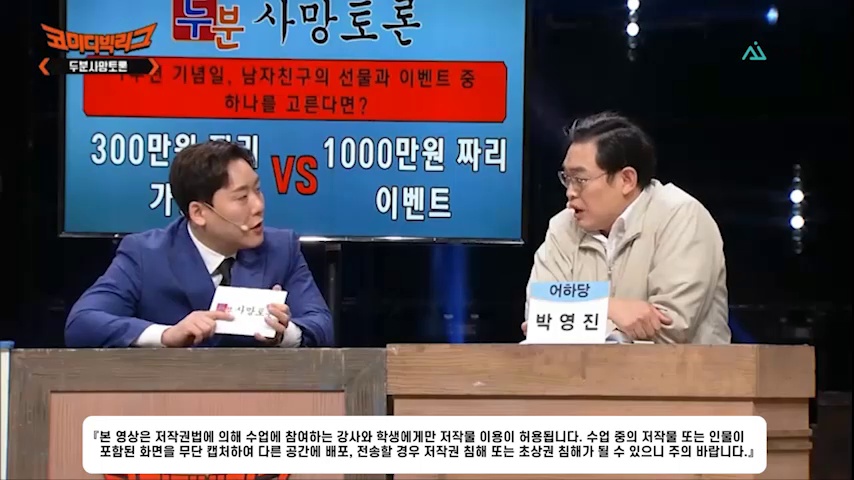 코미디빅리그
두분사망토론
두분 사망토론
기념일, 남자친구의 선물과 이벤트 중
하나를 고른다면?
300만원
VS
1000만원 짜리
이벤트
어하당
박영진
두분 사망토론
『본 영상은 저작권법에 의해 수업에 참여하는 강사와 학생에게만 저작물 이용이 허용됩니다. 수업 중의 저작물 또는 인물이
포함된 화면을 무단 캡처하여 다른 공간에 배포, 전송할 경우 저작권 침해 또는 초상권 침해가 될 수 있으니 주의 바랍니다.』